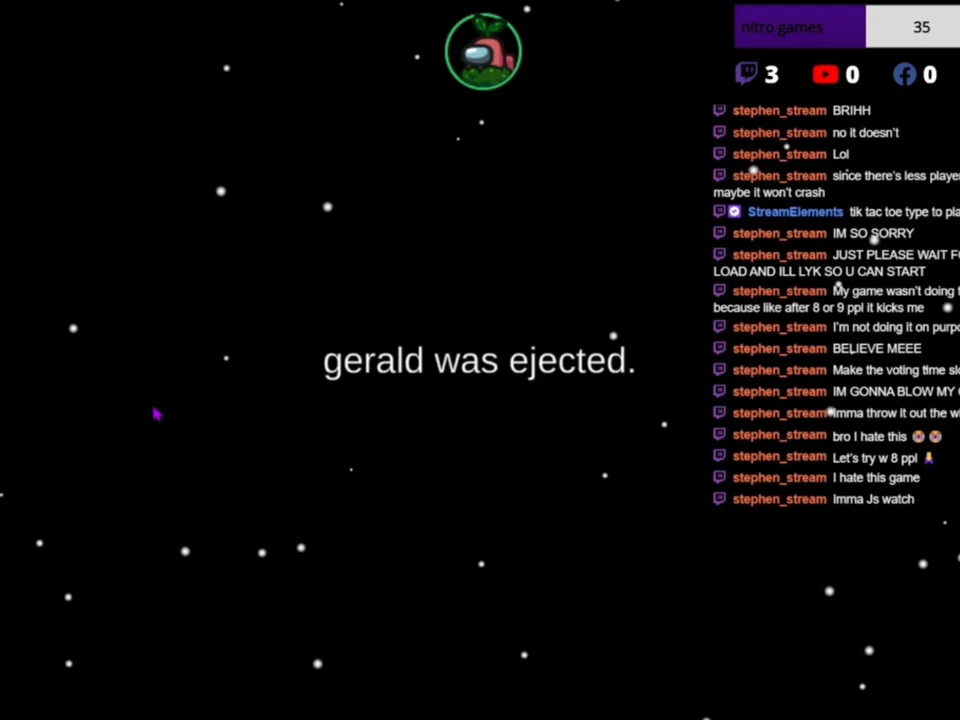 nitro games 35
3 0 0
stephen_stream BRIHH
stephen_stream no it doesn't
stephen_stream Lol
stephen_stream since there's less playe
maybe it won't crash
StreamElements tik tac toe type to pla
stephen_stream IM SO SORRY
stephen_stream JUST PLEASE WAIT F
LOAD AND ILL LYK SO U CAN START
stephen_stream My game wasn't doing t
because like after 8 or 9 ppl it kicks me
stephen_stream I'm not doing it on purpo
stephen_stream BELIEVE MEEE
stephen_stream Make the voting time slo
stephen_stream IM GONNA BLOW MY
stephen_stream Imma throw it out the w
stephen_stream bro I hate this
stephen_stream Let's try w 8 ppl
stephen_stream I hate this game
stephen_stream Imma Js watch
gerald was ejected.